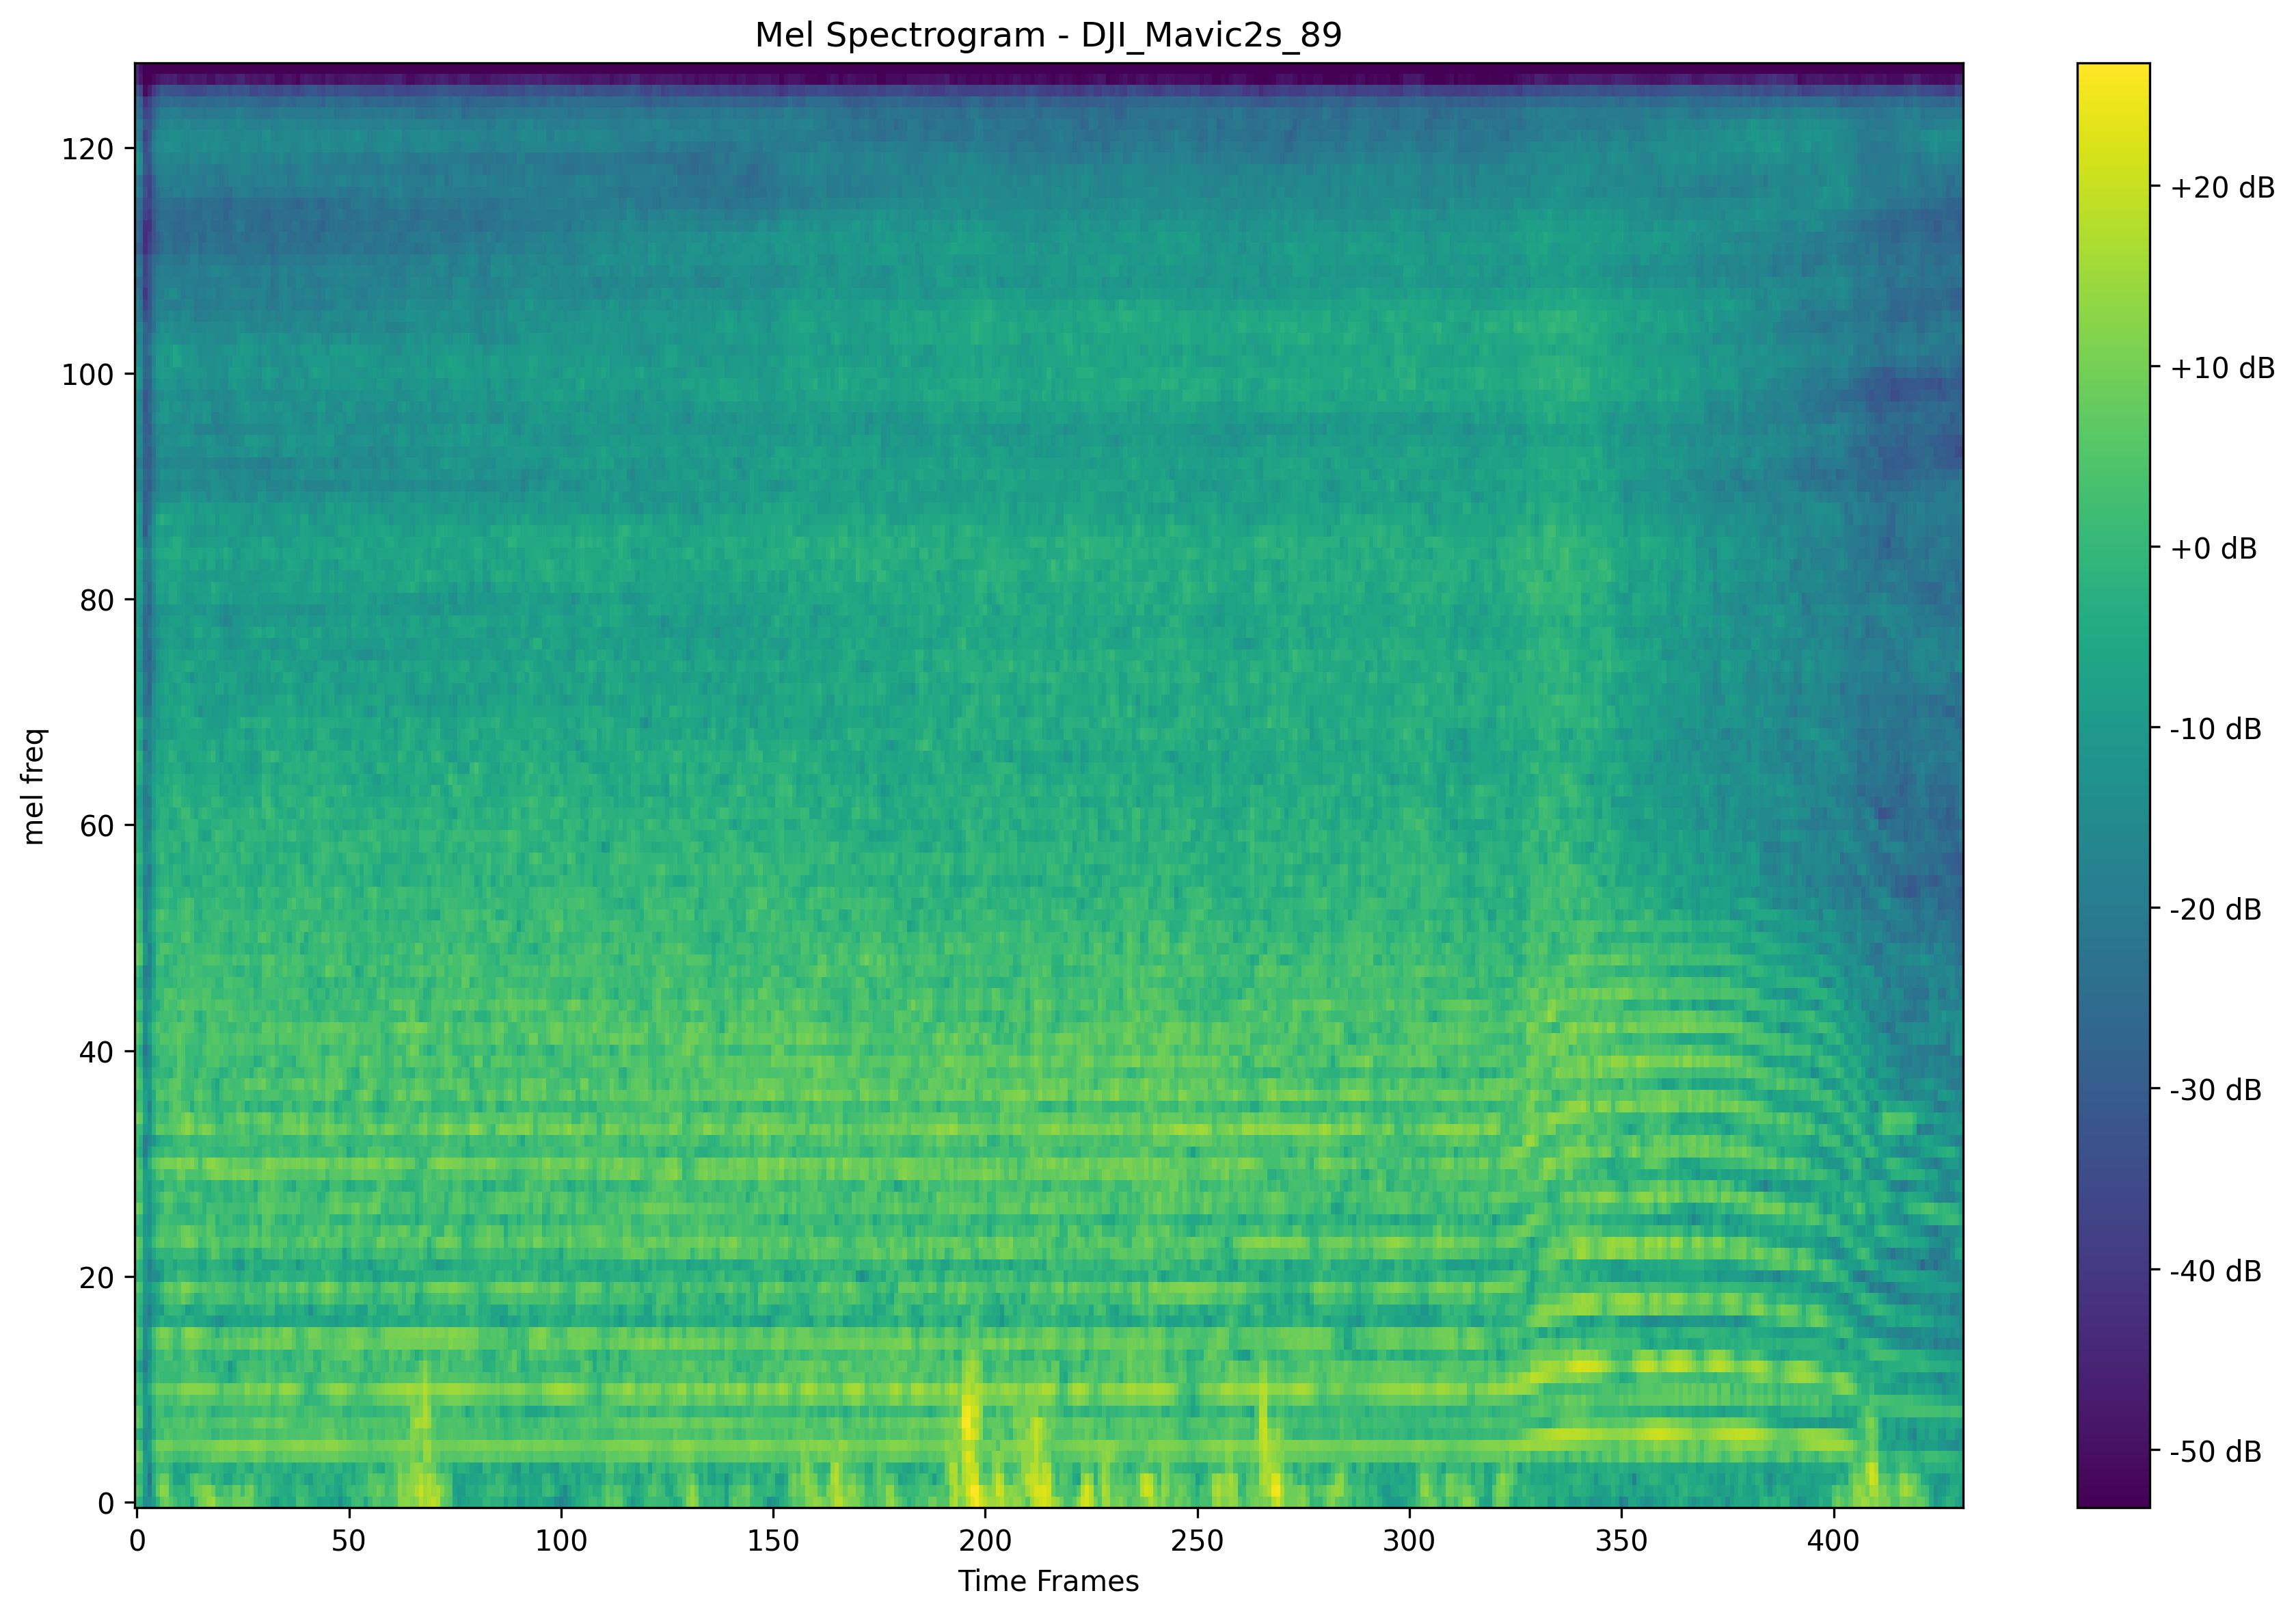 Mel Spectrogram - DJI_Mavic2s_89
mel freq
120
100
80
60
40
20
0
0 50 100 150 200 250 300 350 400
Time Frames
+20 dB
+10 dB
+0 dB
-10 dB
-20 dB
-30 dB
-40 dB
-50 dB